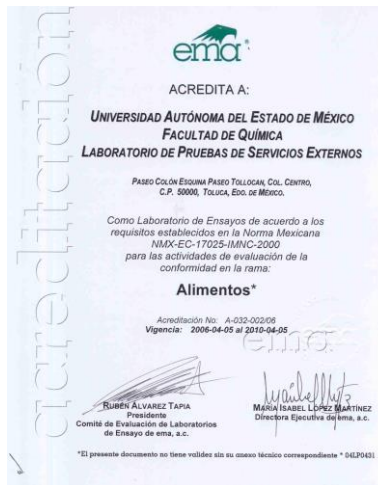 acreditación
ema
ACREDITA A:
UNIVERSIDAD AUTÓNOMA DEL ESTADO DE MÉXICO
FACULTAD DE QUÍMICA
LABORATORIO DE PRUEBAS DE SERVICIOS EXTERNOS
PASEO COLÓN ESQUINA PASEO TOLLOCAN, COL. CENTRO,
C.P. 50000, TOLUCA, EDO. DE MÉXICO.
Como Laboratorio de Ensayos de acuerdo a los
requisitos establecidos en la Norma Mexicana
NMX-EC-17025-IMNC-2000
para las actividades de evaluación de la
conformidad en la rama:
Alimentos*
Acreditación No: A-032-002/06
Vigencia: 2006-04-05 al 2010-04-05
ema
RUBÉN ÁLVAREZ TAPIA
Presidente
Comité de Evaluación de Laboratorios
de Ensayo de ema, a.c.
MARÍA ISABEL LÓPEZ MARTÍNEZ
Directora Ejecutiva de ema, a.c.
*El presente documento no tiene validez sin su anexo técnico correspondiente * 04LP0431